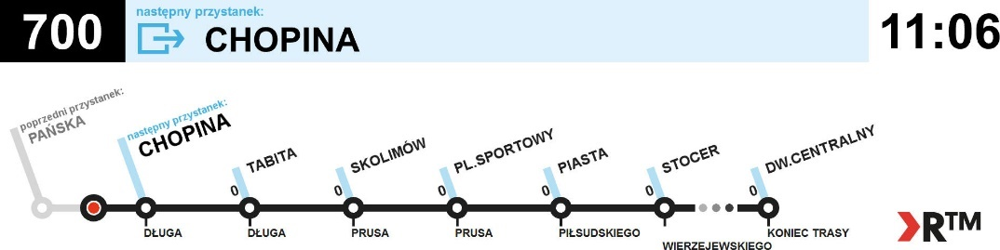 700
następny przystanek:
CHOPINA
11:06
poprzedni przystanek:
PAŃSKA
następny przystanek:
CHOPINA
0 TABITA
0 SKOLIMÓW
0 PL.SPORTOWY
0 PIASTA
0 STOCER
0 DW.CENTRALNY
DŁUGA
DŁUGA
PRUSA
PRUSA
PIŁSUDSKIEGO
WIERZEJEWSKIEGO
KONIEC TRASY
RTM